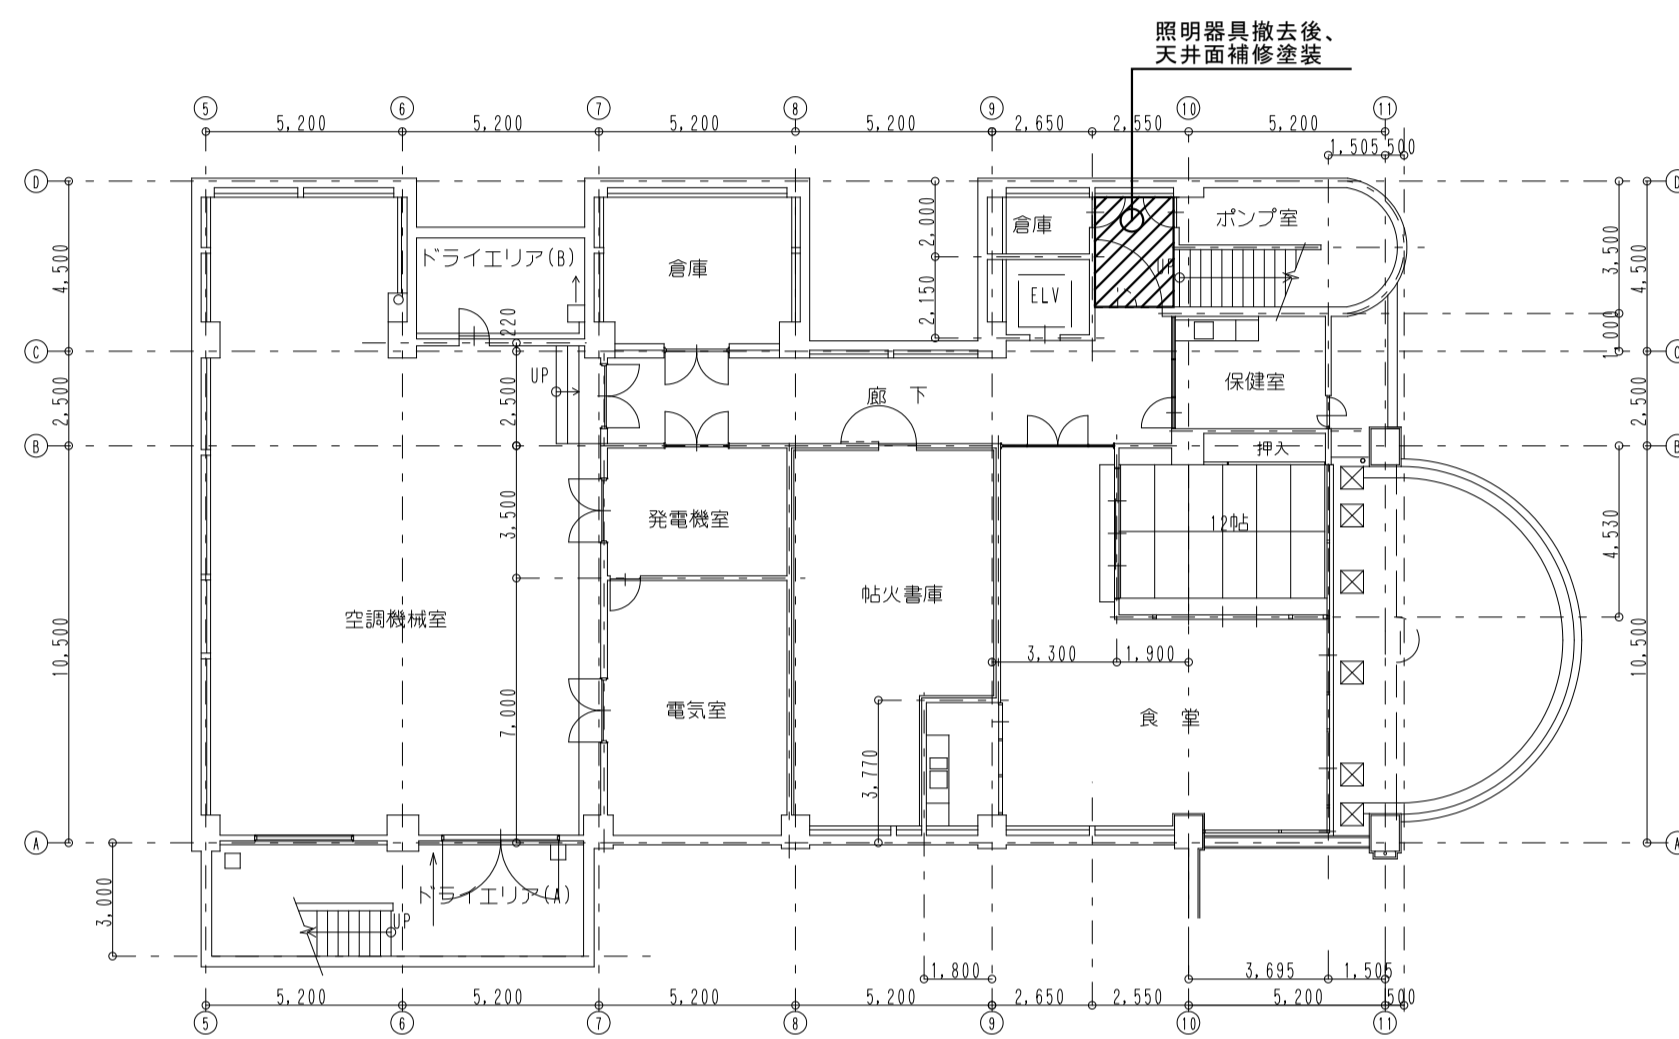 照明器具撤去後、
天井面補修塗装
5 6 7 8 9 10 11
5,200 5,200 5,200 5,200 2,650 2,550 5,200
1,505 500
D D
4,500
2,000
2,150
3,500
4,500
1,000
ドライエリア(B)
倉庫
倉庫
ELV
ポンプ室
UP
220
C C
2,500
UP
2,500
廊 下
保健室
2,500
B B
押入
3,500
発電機室
12帖
4,530
帖火書庫
空調機械室
10,500
10,500
3,300 1,900
7,000
電気室
食 堂
3,770
A A
3,000
ドライエリア(A)
UP
1,800
3,695 1,505
5,200 5,200 5,200 5,200 2,650 2,550 5,200 500
5 6 7 8 9 10 11